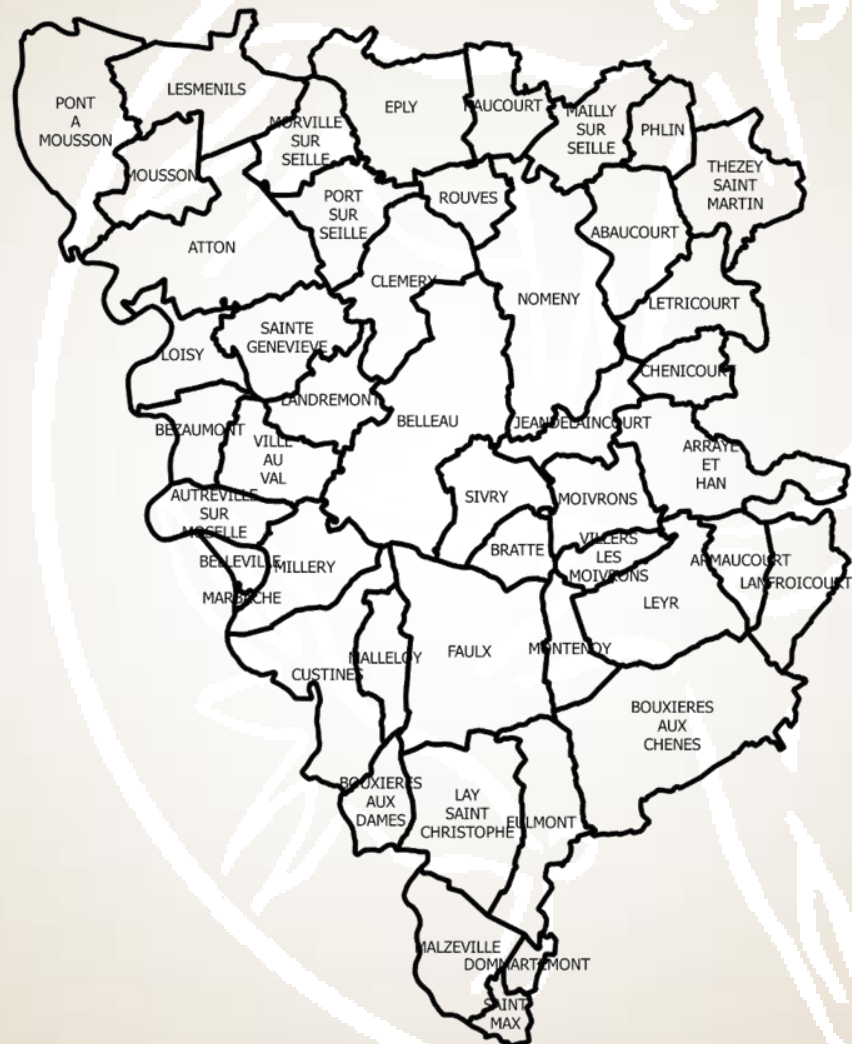 LESMENILS
PONT
A
MOUSSON
EPLY
RAUCOURT
MAILLY
SUR
SEILLE
PHLIN
MORVILLE
SUR
SEILLE
MOUSSON
THEZEY
SAINT
MARTIN
PORT
SUR
SEILLE
ROUVES
ABAUCOURT
ATTON
CLEMERY
NOMENY
LETRICOURT
SAINTE
GENEVIEVE
LOISY
CHENICOURT
LANDREMONT
BELLEAU
JEANDELAINCOURT
BEZAUMONT
VILLE
AU
VAL
ARRAYE
ET
HAN
SIVRY
MOIVRONS
AUTREVILLE
SUR
MOSELLE
BRATTE
VILLERS
LES
MOIVRONS
BELLEVILLE
MILLERY
ARMAUCOURT
LANFROICOURT
MARBACHE
LEYR
CUSTINES
MALLELOY
FAULX
MONTENOY
BOUXIERES
AUX
CHENES
BOUXIERES
AUX
DAMES
LAY
SAINT
CHRISTOPHE
EULMONT
MALZEVILLE
DOMMARTEMONT
SAINT
MAX